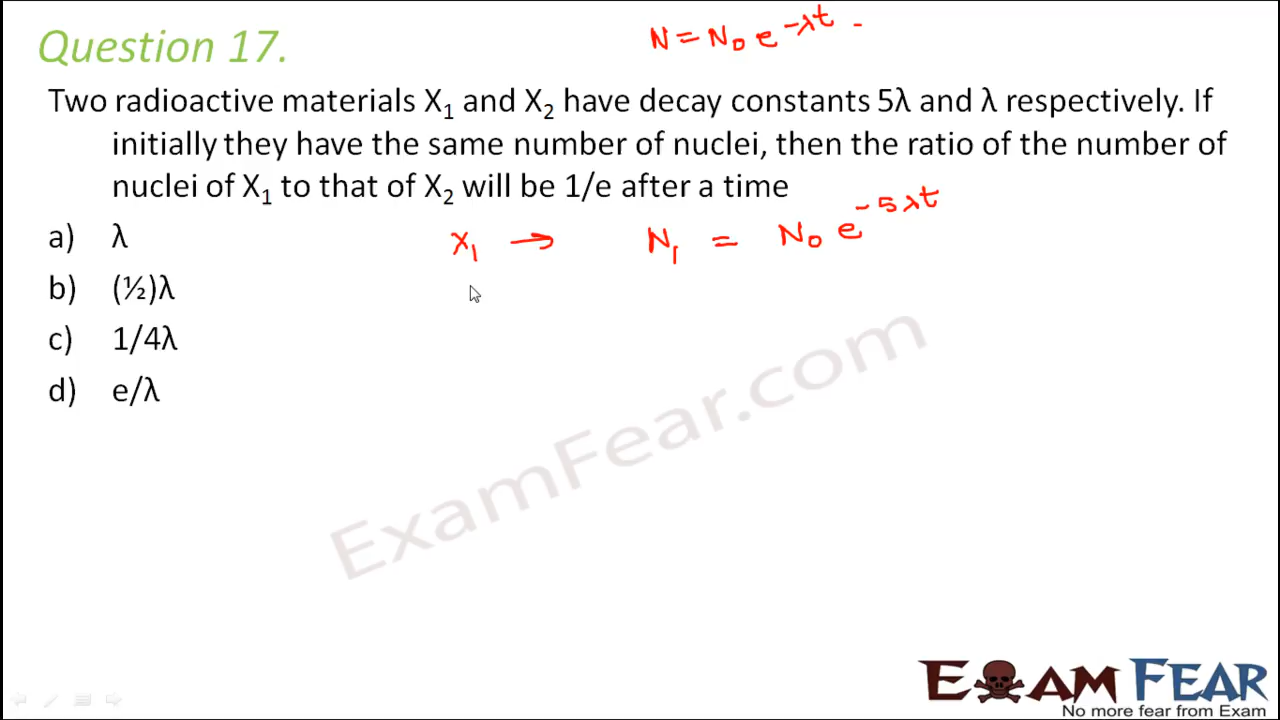 Question 17.
N = N₀ e^-λt -
Two radioactive materials X₁ and X₂ have decay constants 5λ and λ respectively. If
initially they have the same number of nuclei, then the ratio of the number of
nuclei of X₁ to that of X₂ will be 1/e after a time
a) λ
b) (½)λ
c) 1/4λ
d) e/λ
X₁ → N₁ = N₀ e^-5λt
ExamFear.com
EXAM FEAR
No more fear from Exam